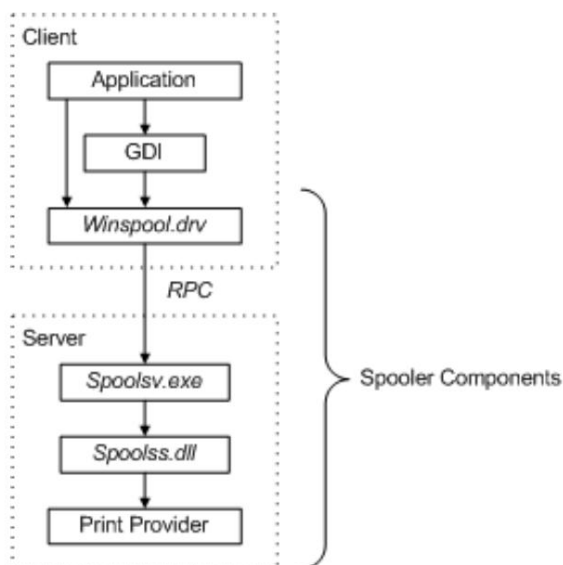 Client
Application
GDI
Winspool.drv
RPC
Server
Spoolsv.exe
Spooler Components
Spoolss.dll
Print Provider